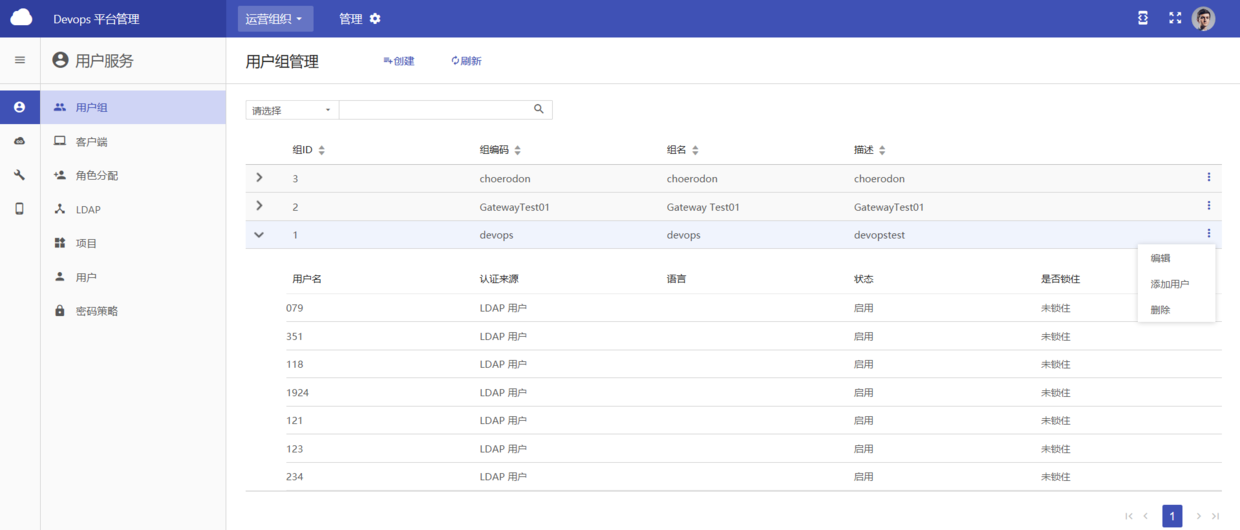 Devops 平台管理 运营组织 管理
用户服务 用户组管理 创建 刷新
用户组
客户端
角色分配
LDAP
项目
用户
密码策略
请选择
组ID 组编码 组名 描述
3 choerodon choerodon choerodon
2 GatewayTest01 Gateway Test01 GatewayTest01
1 devops devops devopstest
编辑
添加用户
删除
用户名 认证来源 语言 状态 是否锁住
079 LDAP 用户 启用 未锁住
351 LDAP 用户 启用 未锁住
118 LDAP 用户 启用 未锁住
1924 LDAP 用户 启用 未锁住
121 LDAP 用户 启用 未锁住
123 LDAP 用户 启用 未锁住
234 LDAP 用户 启用 未锁住
1